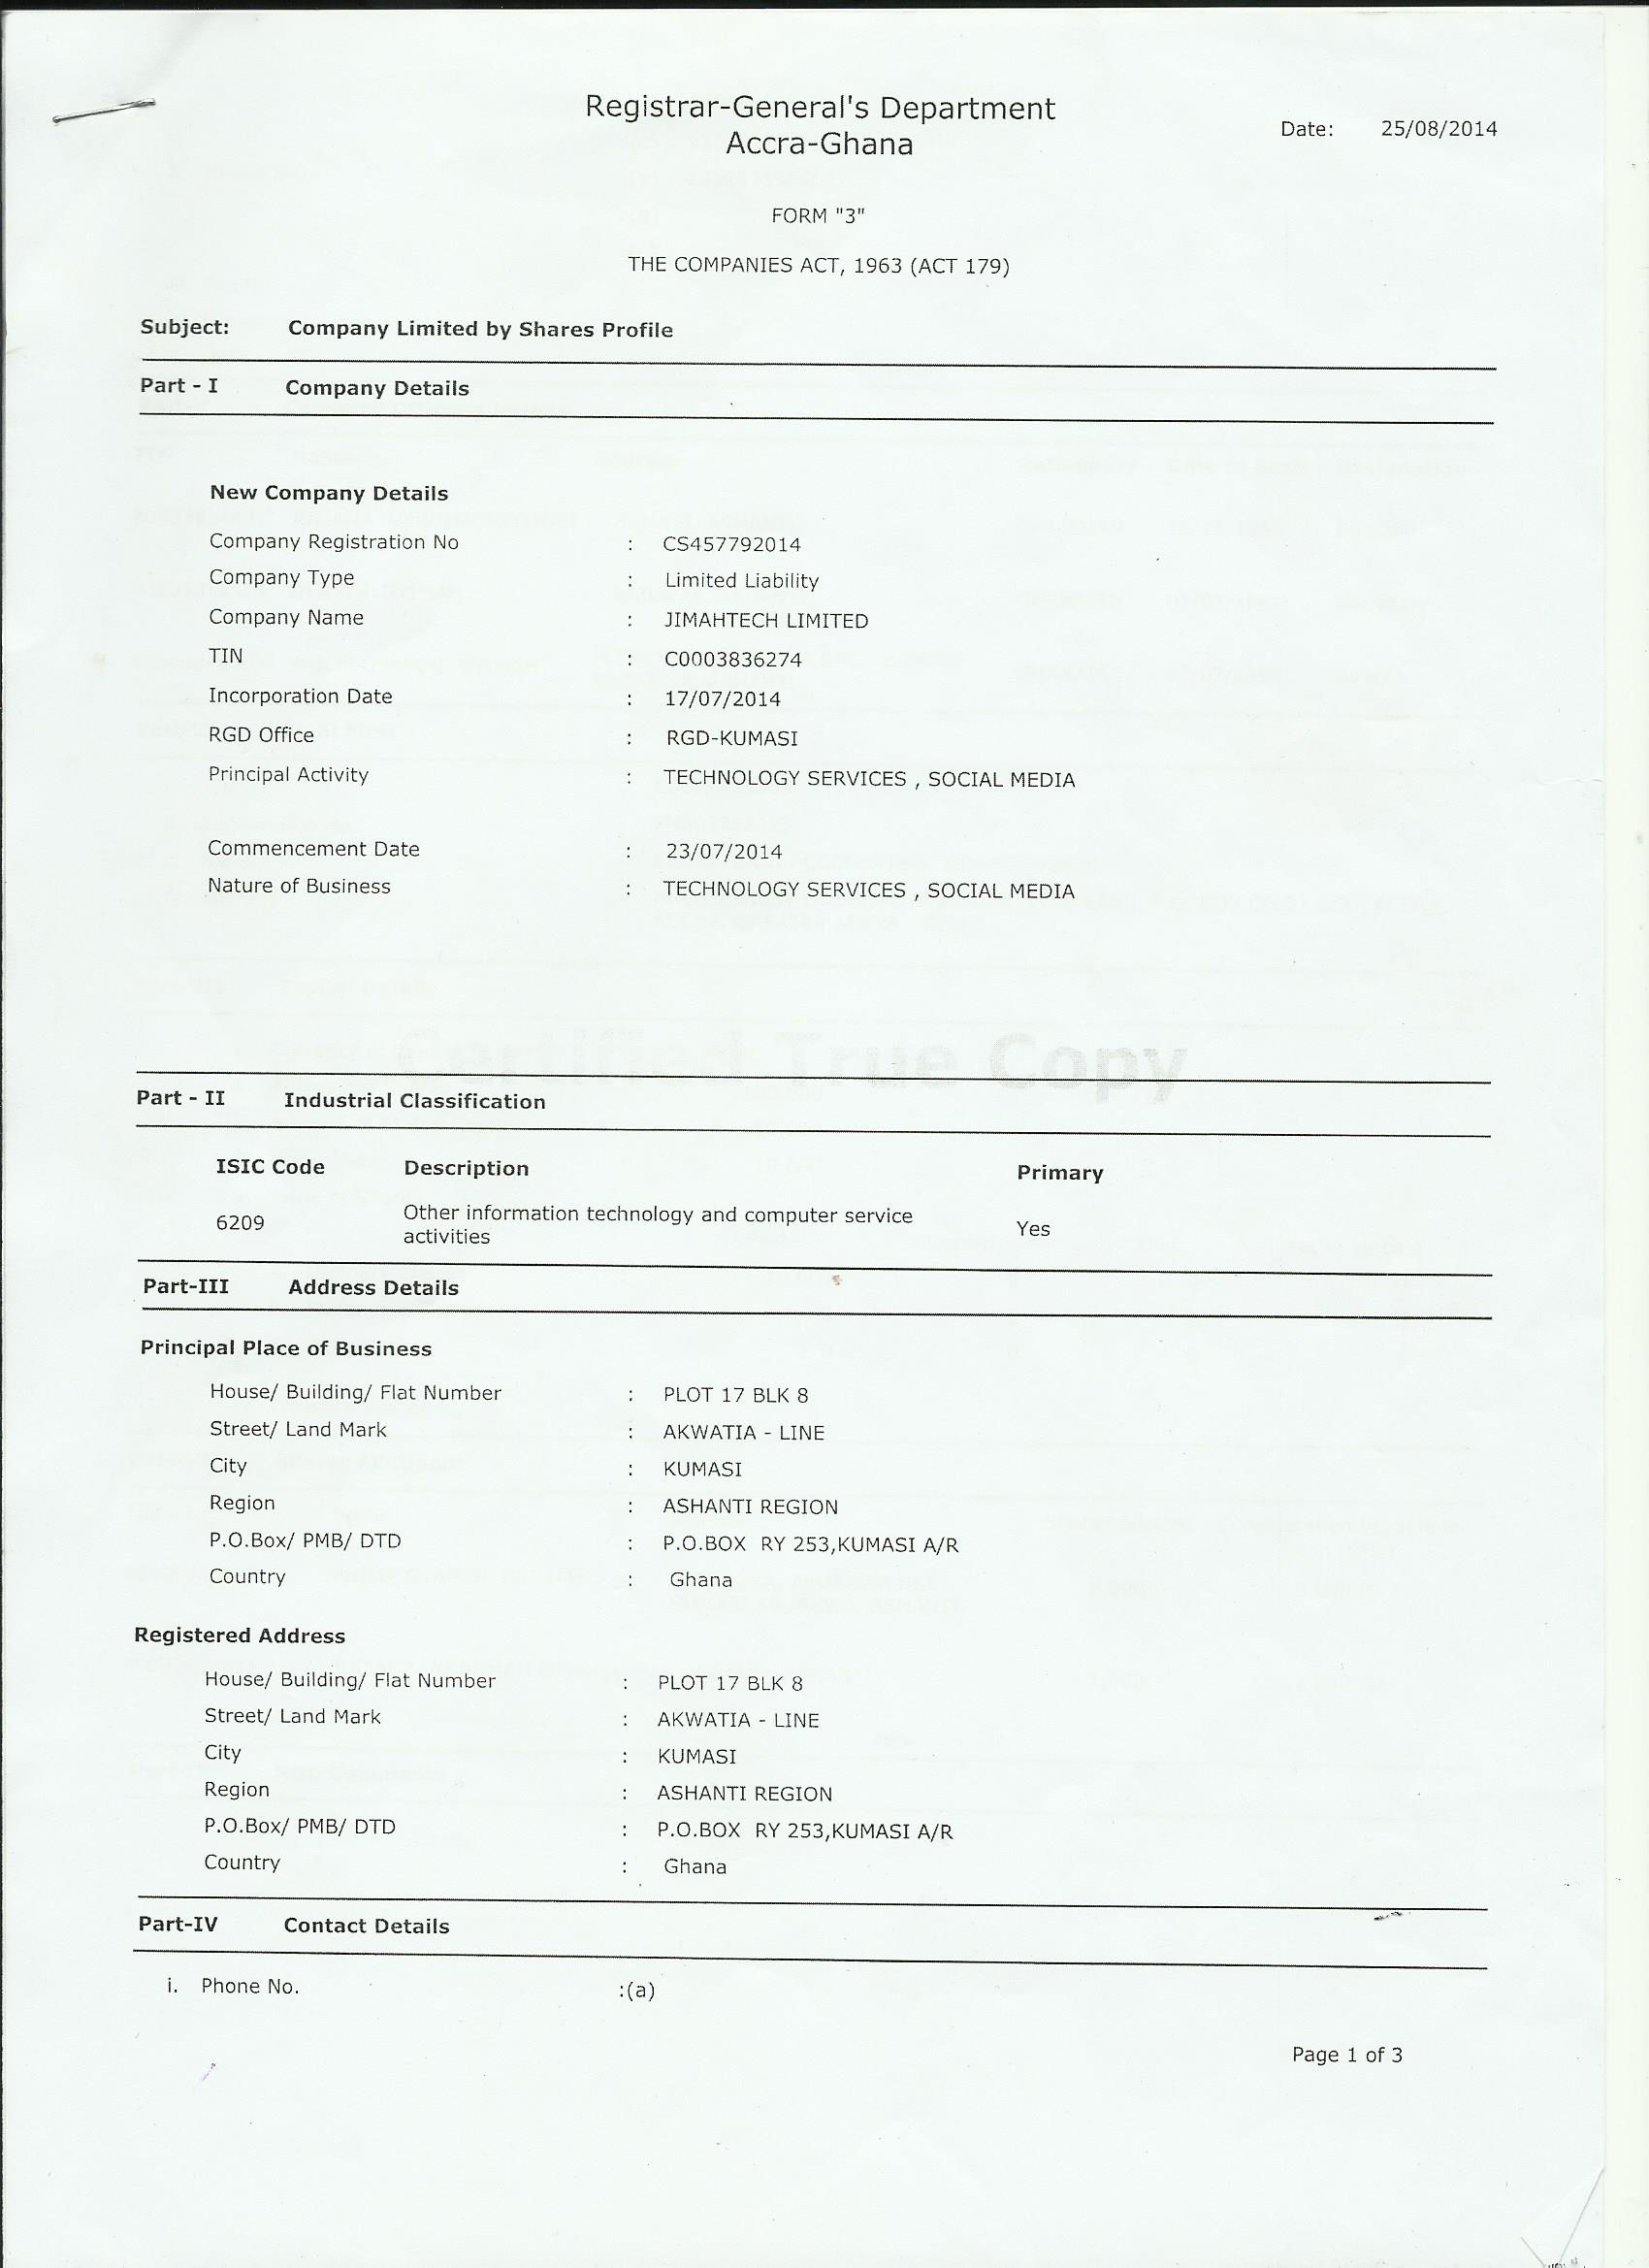 Registrar-General's Department
Accra-Ghana
Date: 25/08/2014
FORM "3"
THE COMPANIES ACT, 1963 (ACT 179)
Subject: Company Limited by Shares Profile
Part - I Company Details
New Company Details
Company Registration No : CS457792014
Company Type : Limited Liability
Company Name : JIMAHTECH LIMITED
TIN : C0003836274
Incorporation Date : 17/07/2014
RGD Office : RGD-KUMASI
Principal Activity : TECHNOLOGY SERVICES , SOCIAL MEDIA
Commencement Date : 23/07/2014
Nature of Business : TECHNOLOGY SERVICES , SOCIAL MEDIA
Certified True Copy
Part - II Industrial Classification
ISIC Code Description Primary
6209 Other information technology and computer service activities Yes
Part-III Address Details
Principal Place of Business
House/ Building/ Flat Number : PLOT 17 BLK 8
Street/ Land Mark : AKWATIA - LINE
City : KUMASI
Region : ASHANTI REGION
P.O.Box/ PMB/ DTD : P.O.BOX RY 253,KUMASI A/R
Country : Ghana
Registered Address
House/ Building/ Flat Number : PLOT 17 BLK 8
Street/ Land Mark : AKWATIA - LINE
City : KUMASI
Region : ASHANTI REGION
P.O.Box/ PMB/ DTD : P.O.BOX RY 253,KUMASI A/R
Country : Ghana
Part-IV Contact Details
i. Phone No. :(a)
Page 1 of 3